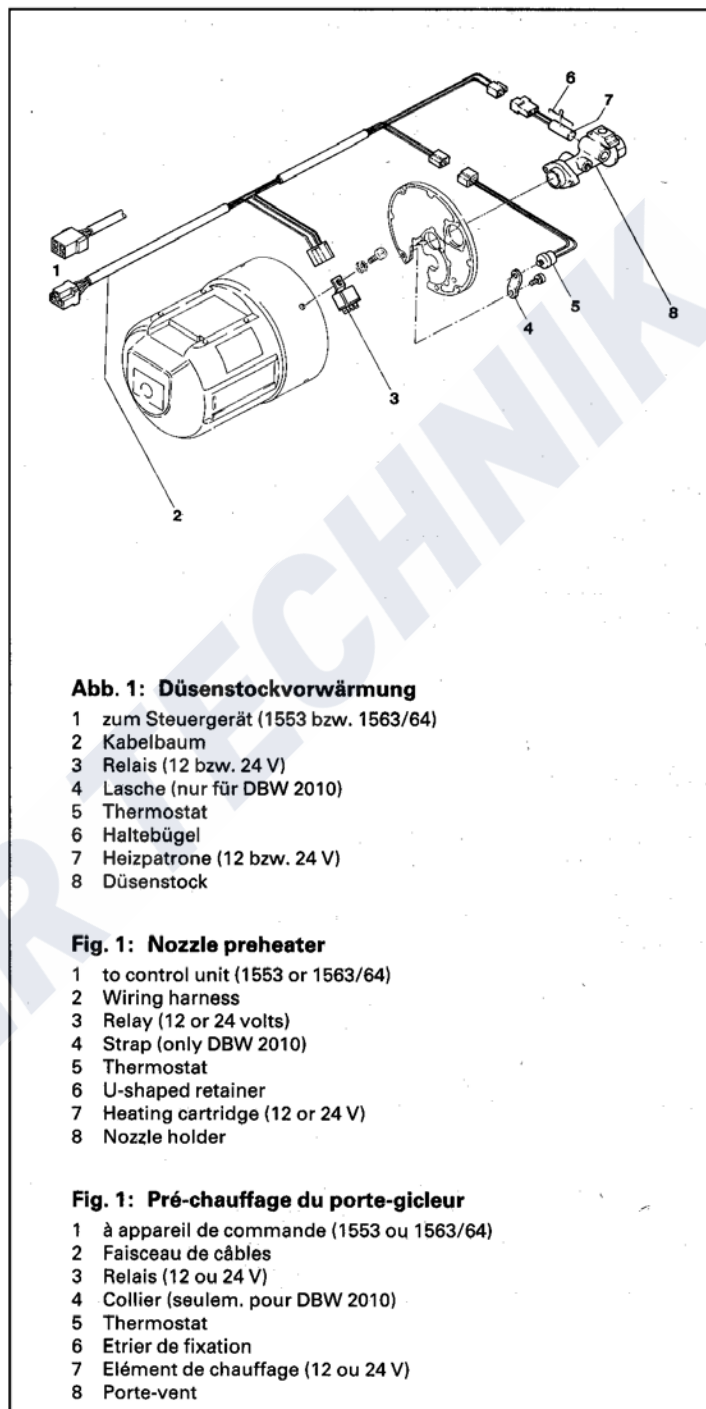 6
7
1
5
4
8
3
2
Abb. 1: Düsenstockvorwärmung
1 zum Steuergerät (1553 bzw. 1563/64)
2 Kabelbaum
3 Relais (12 bzw. 24 V)
4 Lasche (nur für DBW 2010)
5 Thermostat
6 Haltebügel
7 Heizpatrone (12 bzw. 24 V)
8 Düsenstock
Fig. 1: Nozzle preheater
1 to control unit (1553 or 1563/64)
2 Wiring harness
3 Relay (12 or 24 volts)
4 Strap (only DBW 2010)
5 Thermostat
6 U-shaped retainer
7 Heating cartridge (12 or 24 V)
8 Nozzle holder
Fig. 1: Pré-chauffage du porte-gicleur
1 à appareil de commande (1553 ou 1563/64)
2 Faisceau de câbles
3 Relais (12 ou 24 V)
4 Collier (seulem. pour DBW 2010)
5 Thermostat
6 Etrier de fixation
7 Elément de chauffage (12 ou 24 V)
8 Porte-vent
R TECHNIK